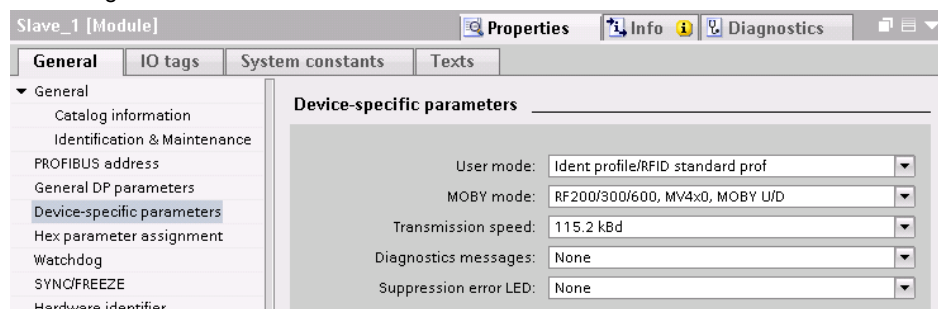 Slave_1 [Module]
Properties
Info
Diagnostics
General
IO tags
System constants
Texts
General
Catalog information
Identification & Maintenance
PROFIBUS address
General DP parameters
Device-specific parameters
Hex parameter assignment
Watchdog
SYNC/FREEZE
Hardware identifier
Device-specific parameters
User mode: Ident profile/RFID standard prof
MOBY mode: RF200/300/600, MV4x0, MOBY U/D
Transmission speed: 115.2 kBd
Diagnostics messages: None
Suppression error LED: None